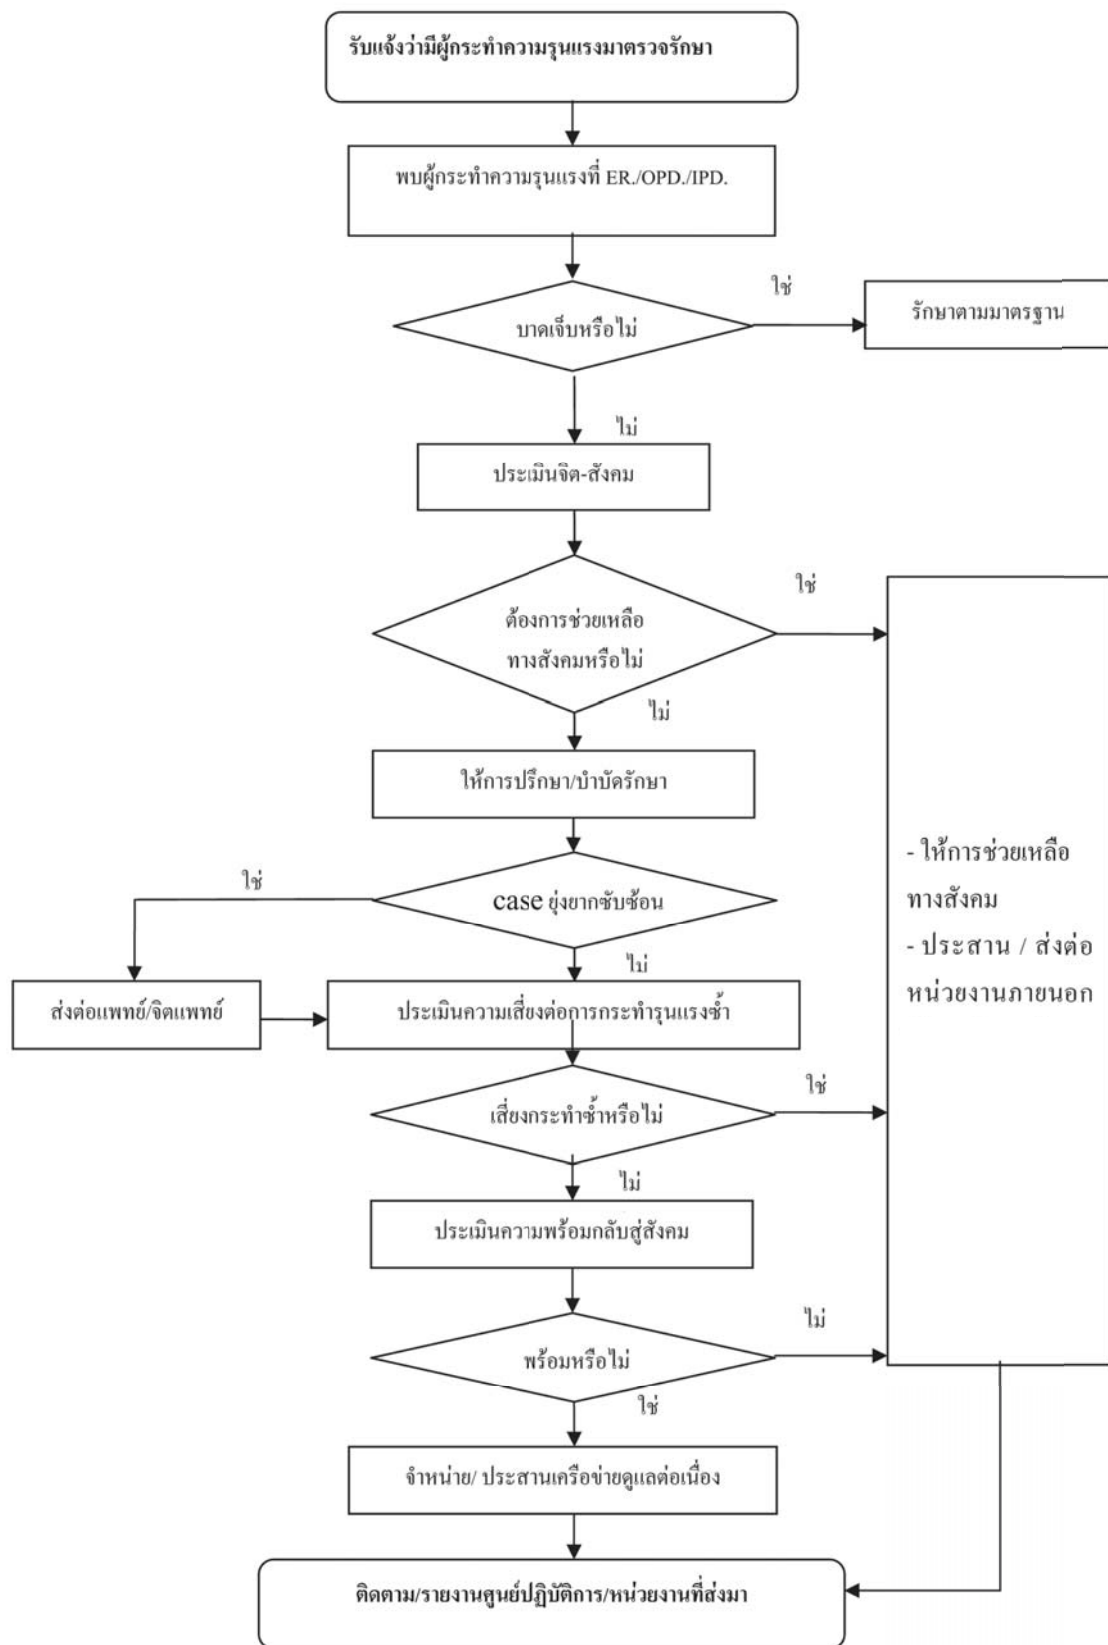 รับแจ้งว่ามีผู้กระทำความรุนแรงมาตรวจรักษา
พบผู้กระทำความรุนแรงที่ ER./OPD./IPD.
ใช่
บาดเจ็บหรือไม่
รักษาตามมาตรฐาน
ไม่
ประเมินจิต-สังคม
ใช่
ต้องการช่วยเหลือ
ทางสังคมหรือไม่
ไม่
ให้การปรึกษา/บำบัดรักษา
- ให้การช่วยเหลือ
ทางสังคม
- ประสาน / ส่งต่อ
หน่วยงานภายนอก
ใช่
case ยุ่งยากซับซ้อน
ไม่
ส่งต่อแพทย์/จิตแพทย์
ประเมินความเสี่ยงต่อการกระทำรุนแรงซ้ำ
ใช่
เสี่ยงกระทำซ้ำหรือไม่
ไม่
ประเมินความพร้อมกลับสู่สังคม
ไม่
พร้อมหรือไม่
ใช่
จำหน่าย/ ประสานเครือข่ายดูแลต่อเนื่อง
ติดตาม/รายงานศูนย์ปฏิบัติการ/หน่วยงานที่ส่งมา